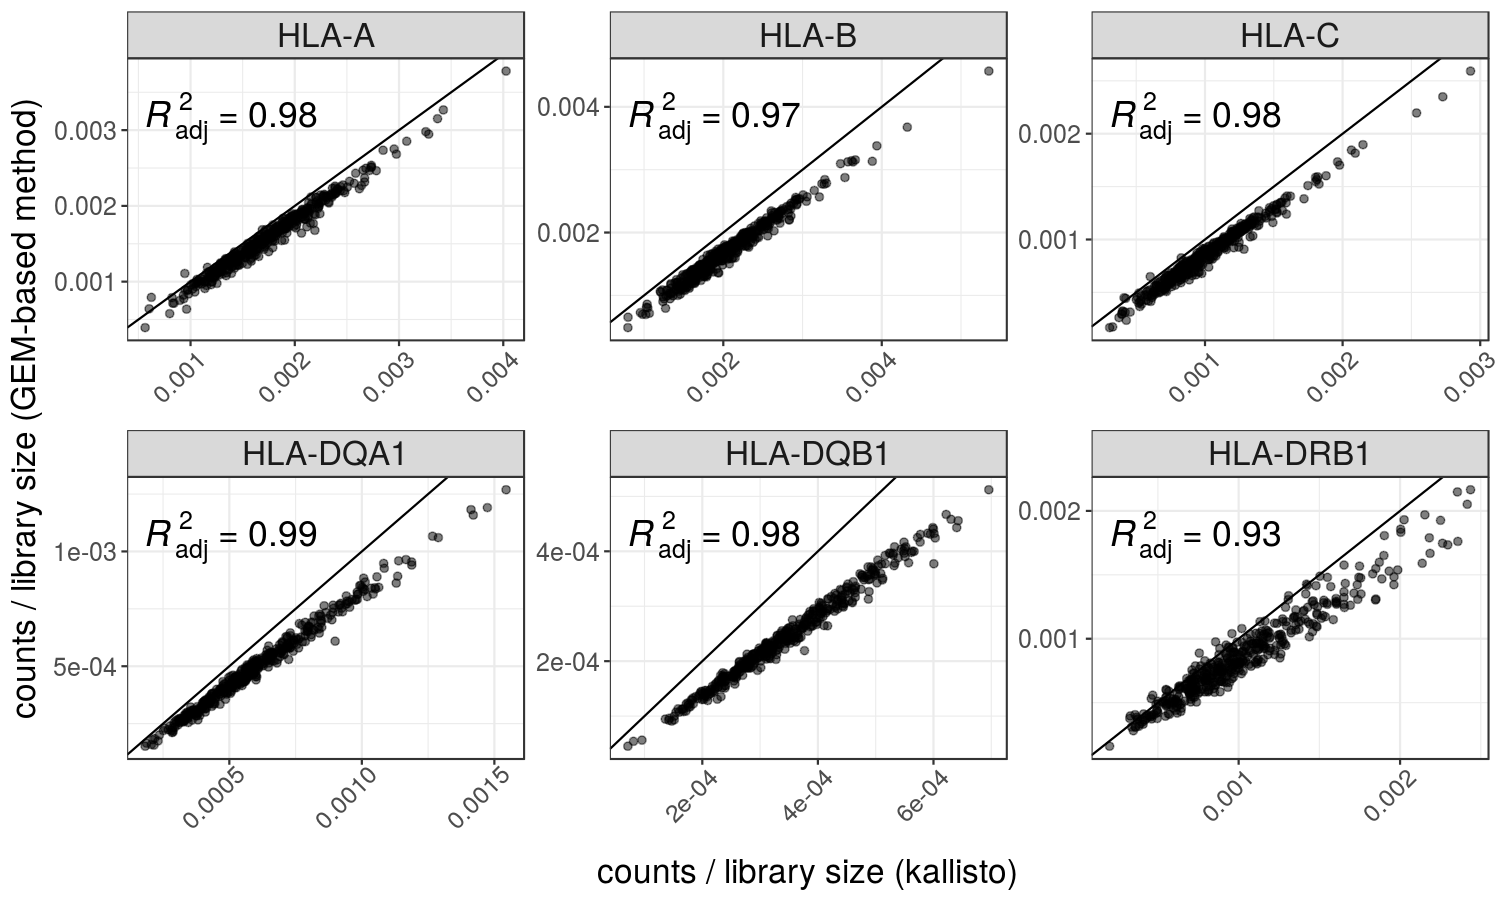 HLA-A
HLA-B
HLA-C
R²adj = 0.98
R²adj = 0.97
R²adj = 0.98
0.003
0.002
0.001
0.004
0.002
0.002
0.001
0.001
0.002
0.003
0.004
0.002
0.004
0.001
0.002
0.003
counts / library size (GEM-based method)
HLA-DQA1
HLA-DQB1
HLA-DRB1
R²adj = 0.99
R²adj = 0.98
R²adj = 0.93
1e-03
5e-04
4e-04
2e-04
0.002
0.001
0.0005
0.0010
0.0015
2e-04
4e-04
6e-04
0.001
0.002
counts / library size (kallisto)